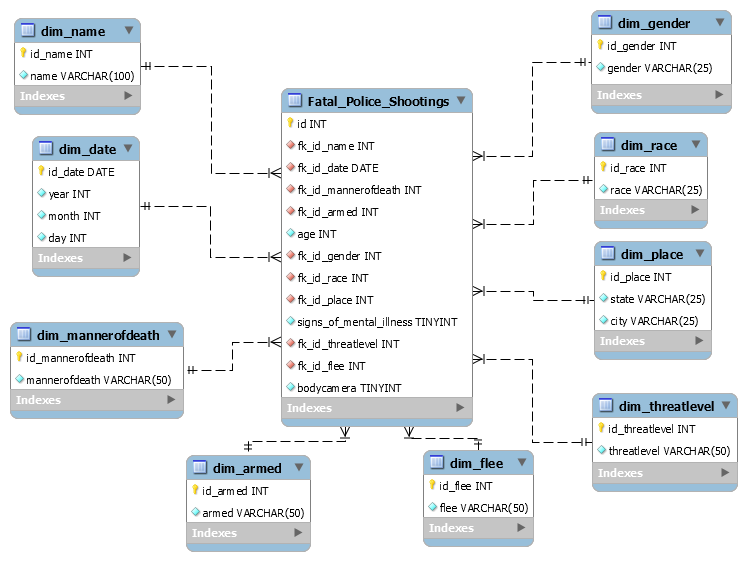 dim_name
id_name INT
name VARCHAR(100)
Indexes
dim_date
id_date DATE
year INT
month INT
day INT
Indexes
dim_mannerofdeath
id_mannerofdeath INT
mannerofdeath VARCHAR(50)
Indexes
Fatal_Police_Shootings
id INT
fk_id_name INT
fk_id_date DATE
fk_id_mannerofdeath INT
fk_id_armed INT
age INT
fk_id_gender INT
fk_id_race INT
fk_id_place INT
signs_of_mental_illness TINYINT
fk_id_threatlevel INT
fk_id_flee INT
bodycamera TINYINT
Indexes
dim_armed
id_armed INT
armed VARCHAR(50)
Indexes
dim_flee
id_flee INT
flee VARCHAR(50)
Indexes
dim_gender
id_gender INT
gender VARCHAR(25)
Indexes
dim_race
id_race INT
race VARCHAR(25)
Indexes
dim_place
id_place INT
state VARCHAR(25)
city VARCHAR(25)
Indexes
dim_threatlevel
id_threatlevel INT
threatlevel VARCHAR(50)
Indexes